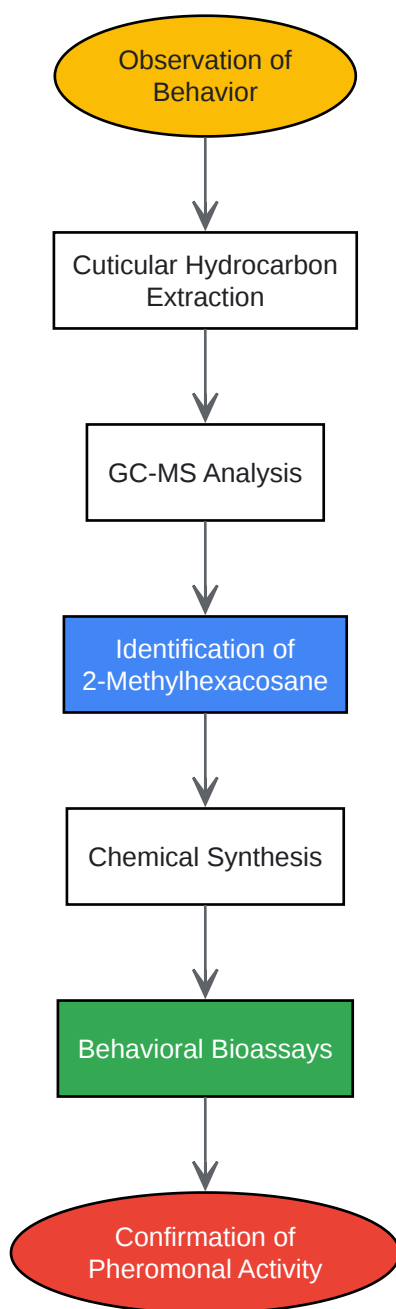 Observation of
Behavior
Cuticular Hydrocarbon
Extraction
GC-MS Analysis
Identification of
2-Methylhexacosane
Chemical Synthesis
Behavioral Bioassays
Confirmation of
Pheromonal Activity